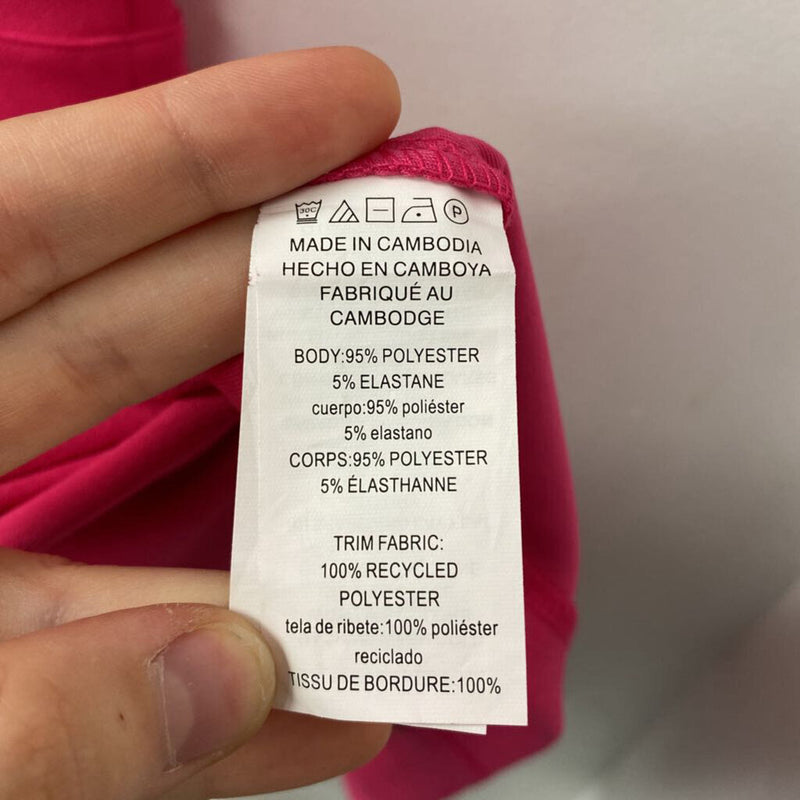 30C
P
MADE IN CAMBODIA
HECHO EN CAMBOYA
FABRIQUÉ AU
CAMBODGE
BODY:95% POLYESTER
5% ELASTANE
cuerpo:95% poliéster
5% elastano
CORPS:95% POLYESTER
5% ÉLASTHANNE
TRIM FABRIC:
100% RECYCLED
POLYESTER
tela de ribete:100% poliéster
reciclado
TISSU DE BORDURE:100%